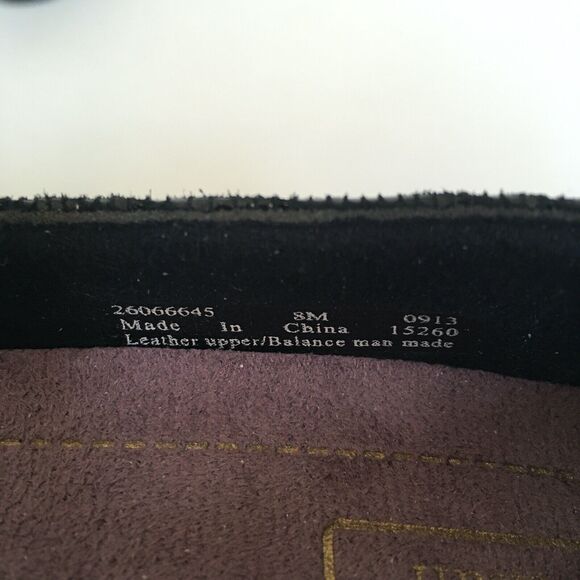 26066645 8M 0913
Made In China 15260
Leather upper/Balance man made